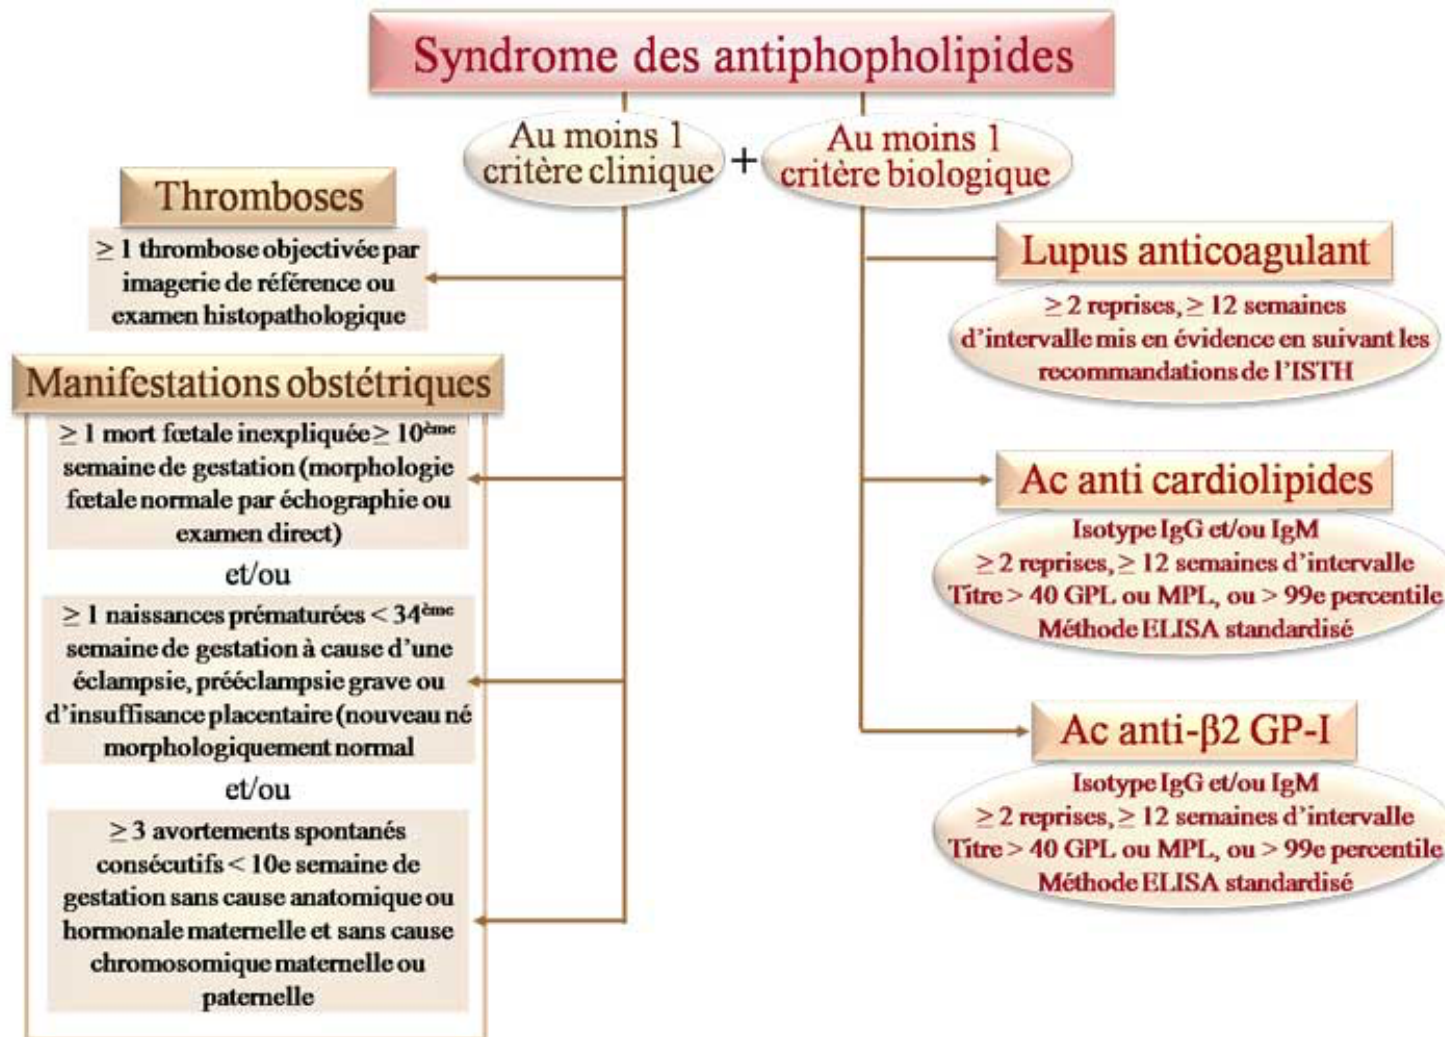 Syndrome des antiphopholipides
Au moins 1
critère clinique
+
Au moins 1
critère biologique
Thromboses
≥ 1 thrombose objectivée par
imagerie de référence ou
examen histopathologique
Manifestations obstétriques
≥ 1 mort fœtale inexpliquée ≥ 10ème
semaine de gestation (morphologie
fœtale normale par échographie ou
examen direct)
et/ou
≥ 1 naissances prématurées < 34ème
semaine de gestation à cause d'une
éclampsie, prééclampsie grave ou
d'insuffisance placentaire (nouveau né
morphologiquement normal
et/ou
≥ 3 avortements spontanés
consécutifs < 10e semaine de
gestation sans cause anatomique ou
hormonale maternelle et sans cause
chromosomique maternelle ou
paternelle
Lupus anticoagulant
≥ 2 reprises, ≥ 12 semaines
d'intervalle mis en évidence en suivant les
recommandations de l'ISTH
Ac anti cardiolipides
Isotype IgG et/ou IgM
≥ 2 reprises, ≥ 12 semaines d'intervalle
Titre > 40 GPL ou MPL, ou > 99e percentile
Méthode ELISA standardisé
Ac anti-β2 GP-I
Isotype IgG et/ou IgM
≥ 2 reprises, ≥ 12 semaines d'intervalle
Titre > 40 GPL ou MPL, ou > 99e percentile
Méthode ELISA standardisé